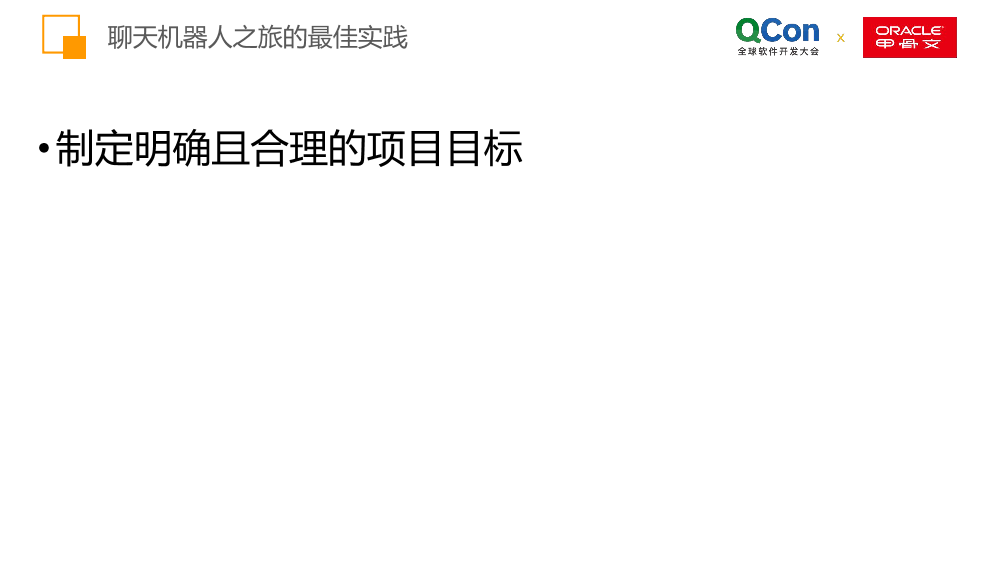 聊天机器人之旅的最佳实践
QCon
全球软件开发大会
x
ORACLE
甲骨文
•制定明确且合理的项目目标